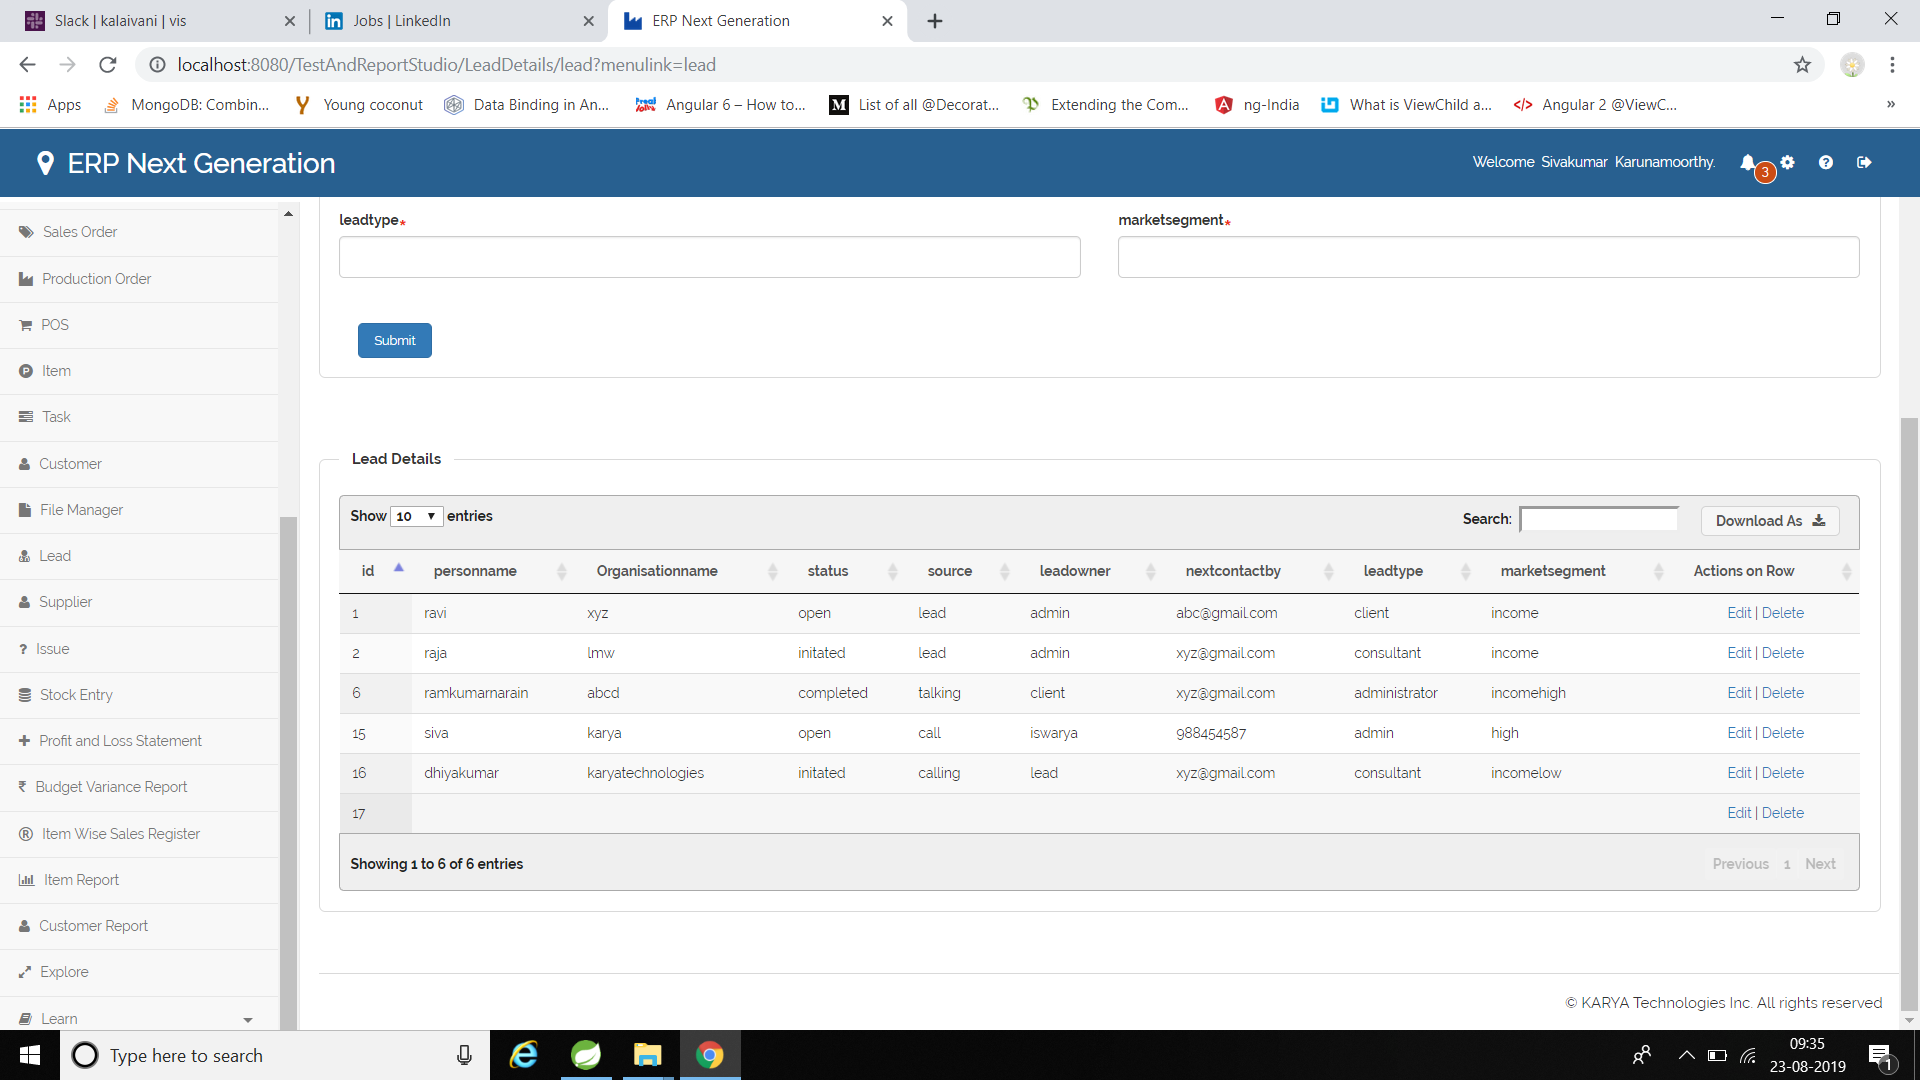 Slack | kalaivani | vis
Jobs | LinkedIn
ERP Next Generation
localhost:8080/TestAndReportStudio/LeadDetails/lead?menulink=lead
Apps
MongoDB: Combin...
Young coconut
Data Binding in An...
Angular 6 – How to...
List of all @Decorat...
Extending the Com...
ng-India
What is ViewChild a...
Angular 2 @ViewC...
»
ERP Next Generation
Welcome Sivakumar Karunamoorthy.
3
Sales Order
Production Order
POS
Item
Task
Customer
File Manager
Lead
Supplier
Issue
Stock Entry
Profit and Loss Statement
Budget Variance Report
Item Wise Sales Register
Item Report
Customer Report
Explore
Learn
leadtype*
marketsegment*
Submit
Lead Details
Show 10 entries
Search:
Download As
id personname Organisationname status source leadowner nextcontactby leadtype marketsegment Actions on Row
1 ravi xyz open lead admin abc@gmail.com client income Edit | Delete
2 raja lmw initated lead admin xyz@gmail.com consultant income Edit | Delete
6 ramkumarnarain abcd completed talking client xyz@gmail.com administrator incomehigh Edit | Delete
15 siva karya open call iswarya 988454587 admin high Edit | Delete
16 dhiyakumar karyatechnologies initated calling lead xyz@gmail.com consultant incomelow Edit | Delete
17 Edit | Delete
Showing 1 to 6 of 6 entries
Previous 1 Next
© KARYA Technologies Inc. All rights reserved
Type here to search
09:35
23-08-2019
1